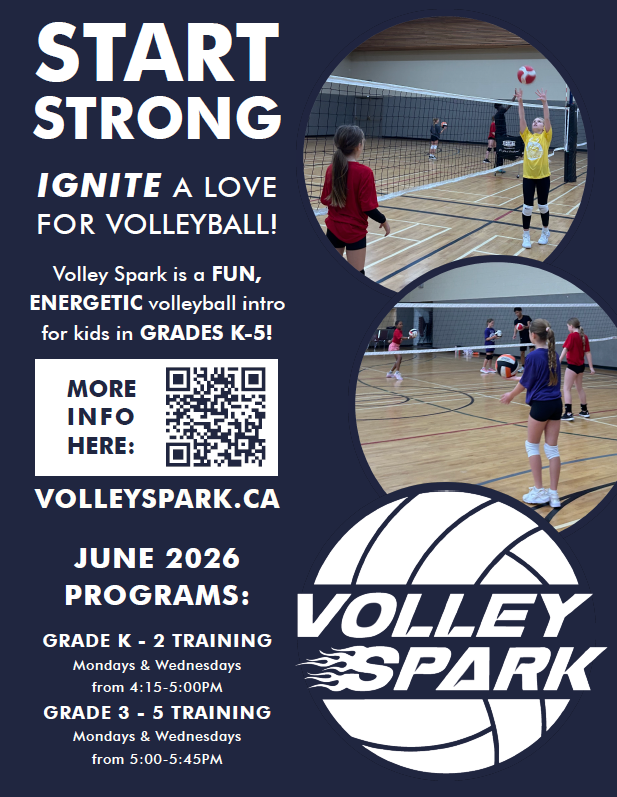 START
STRONG
IGNITE A LOVE
FOR VOLLEYBALL!
Volley Spark is a FUN,
ENERGETIC volleyball intro
for kids in GRADES K-5!
MORE
INFO
HERE:
VOLLEYSPARK.CA
JUNE 2026
PROGRAMS:
GRADE K - 2 TRAINING
Mondays & Wednesdays
from 4:15-5:00PM
GRADE 3 - 5 TRAINING
Mondays & Wednesdays
from 5:00-5:45PM
VOLLEY
SPARK